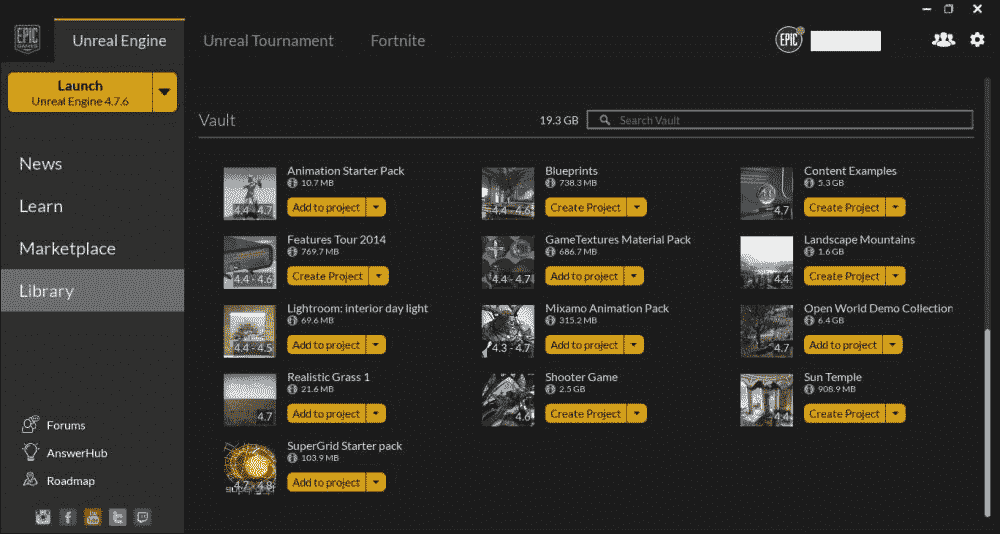 EPIC
GAMES
Unreal Engine
Unreal Tournament
Fortnite
EPIC
Launch
Unreal Engine 4.7.6
News
Learn
Marketplace
Library
Forums
AnswerHub
Roadmap
Vault
19.3 GB
Search Vault
Animation Starter Pack
10.7 MB
4.4 - 4.7
Add to project
Blueprints
738.3 MB
4.4 - 4.6
Create Project
Content Examples
5.3 GB
4.7
Create Project
Features Tour 2014
769.7 MB
4.4 - 4.6
Create Project
GameTextures Material Pack
686.7 MB
4.4 - 4.7
Add to project
Landscape Mountains
1.6 GB
4.4
Create Project
Lightroom: interior day light
69.6 MB
4.4 - 4.5
Add to project
Mixamo Animation Pack
315.2 MB
4.3 - 4.7
Add to project
Open World Demo Collection
6.4 GB
4.7
Add to project
Realistic Grass 1
21.6 MB
4.7
Add to project
Shooter Game
2.5 GB
4.6
Create Project
Sun Temple
908.9 MB
4.4
Create Project
SuperGrid Starter pack
103.9 MB
4.7 - 4.8
Add to project